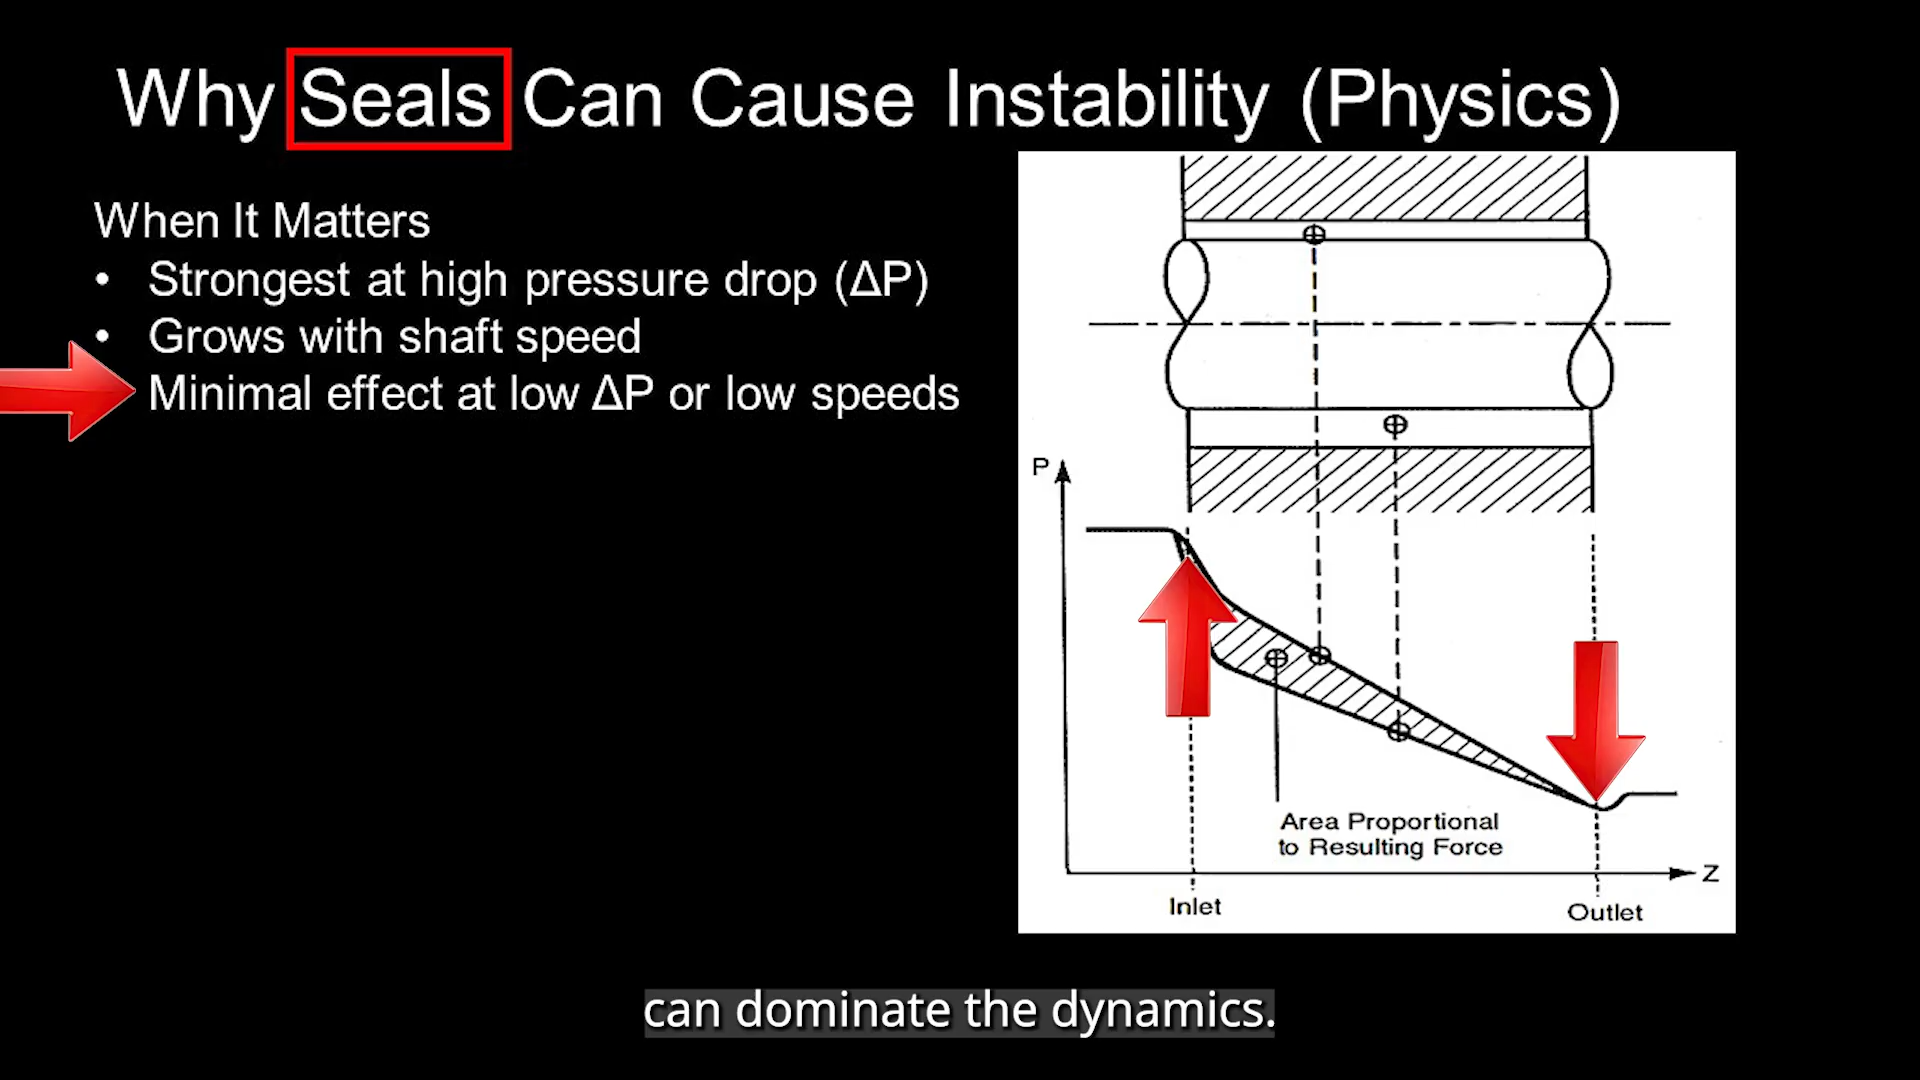 Why Seals Can Cause Instability (Physics)
When It Matters
• Strongest at high pressure drop (ΔP)
• Grows with shaft speed
Minimal effect at low ΔP or low speeds
P
Area Proportional
to Resulting Force
Z
Inlet
Outlet
can dominate the dynamics.